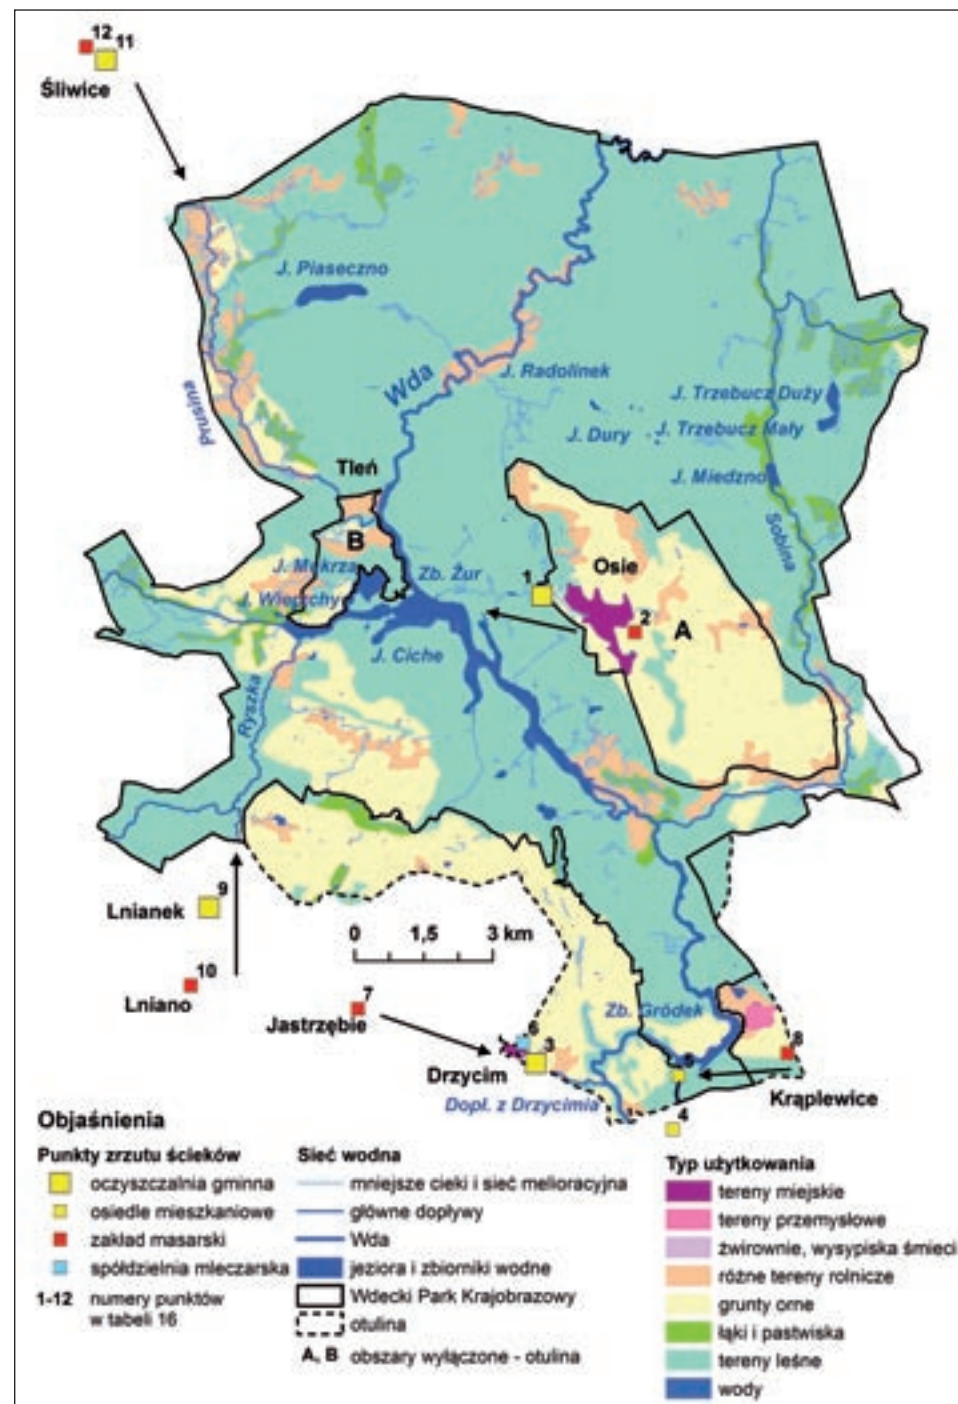 12
11
Śliwice
J. Piaseczno
Wda
J. Radolinek
J. Trzebucz Duży
J. Dury
J. Trzebucz Mały
Prusina
J. Miedzno
Tleń
Sobina
B
Osie
J. Mukrza
Zb. Żur
1
2
A
J. Wierzchy
J. Ciche
Ryszka
9
Lnianek
0 1,5 3 km
10
Lniano
7
Jastrzębie
Zb. Gródek
6
3
8
Drzycim
5
Krąplewice
Dopł. z Drzycimia
4
Objaśnienia
Punkty zrzutu ścieków
oczyszczalnia gminna
osiedle mieszkaniowe
zakład masarski
spółdzielnia mleczarska
1-12 numery punktów
w tabeli 16
Sieć wodna
mniejsze cieki i sieć melioracyjna
główne dopływy
Wda
jeziora i zbiorniki wodne
Wdecki Park Krajobrazowy
otulina
A, B obszary wyłączone - otulina
Typ użytkowania
tereny miejskie
tereny przemysłowe
żwirownie, wysypiska śmieci
różne tereny rolnicze
grunty orne
łąki i pastwiska
tereny leśne
wody